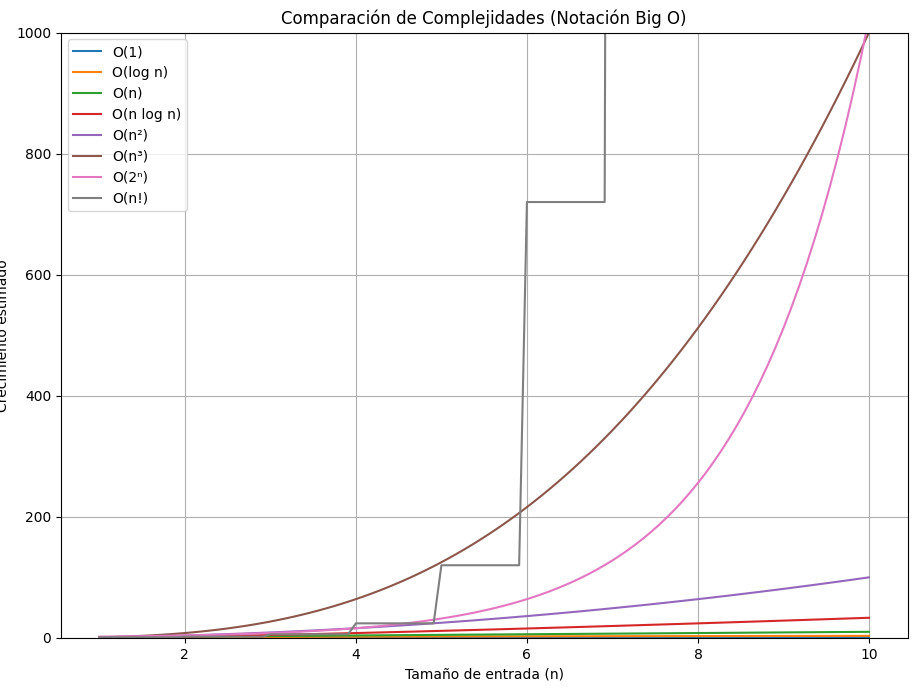 Comparación de Complejidades (Notación Big O)
1000
800
600
400
200
0
O(1)
O(log n)
O(n)
O(n log n)
O(n²)
O(n³)
O(2ⁿ)
O(n!)
Crecimiento estimado
2 4 6 8 10
Tamaño de entrada (n)